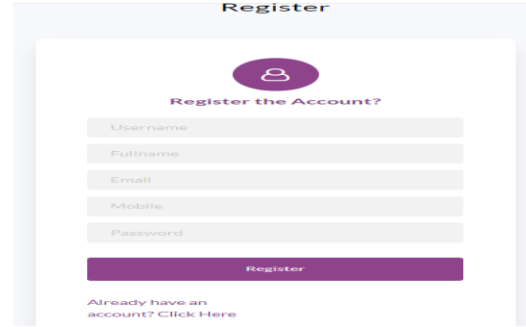 Register
Register the Account?
Username
Fullname
Email
Mobile
Password
Register
Already have an
account? Click Here